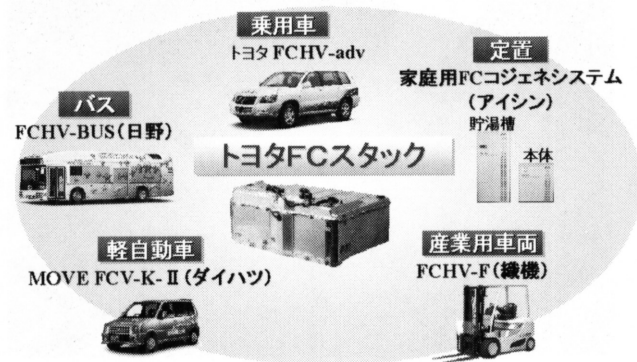 乗用車
トヨタ FCHV-adv
定置
家庭用FCコジェネシステム
（アイシン）
貯湯槽
本体
バス
FCHV-BUS（日野）
トヨタFCスタック
軽自動車
MOVE FCV-K-Ⅱ（ダイハツ）
産業用車両
FCHV-F（織機）